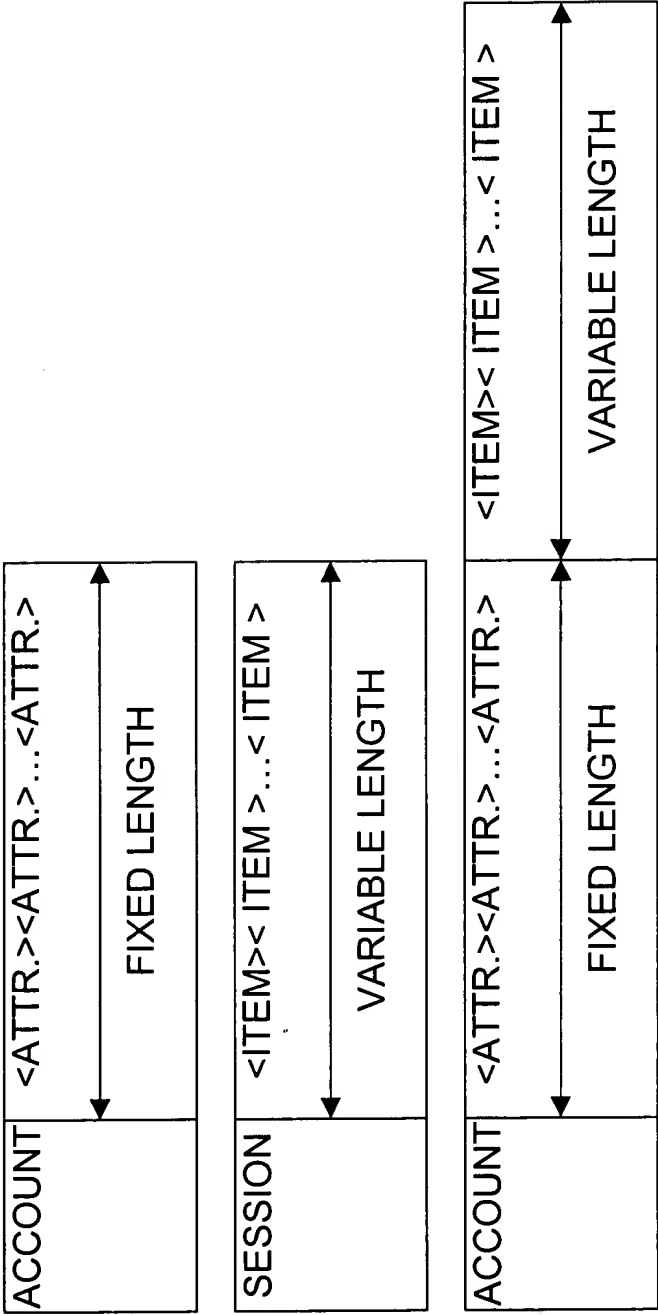 ACCOUNT
<ATTR.><ATTR.>...<ATTR.>
FIXED LENGTH
SESSION
<ITEM>< ITEM >...< ITEM >
VARIABLE LENGTH
ACCOUNT
<ATTR.><ATTR.>...<ATTR.>
FIXED LENGTH
<ITEM>< ITEM >...< ITEM >
VARIABLE LENGTH